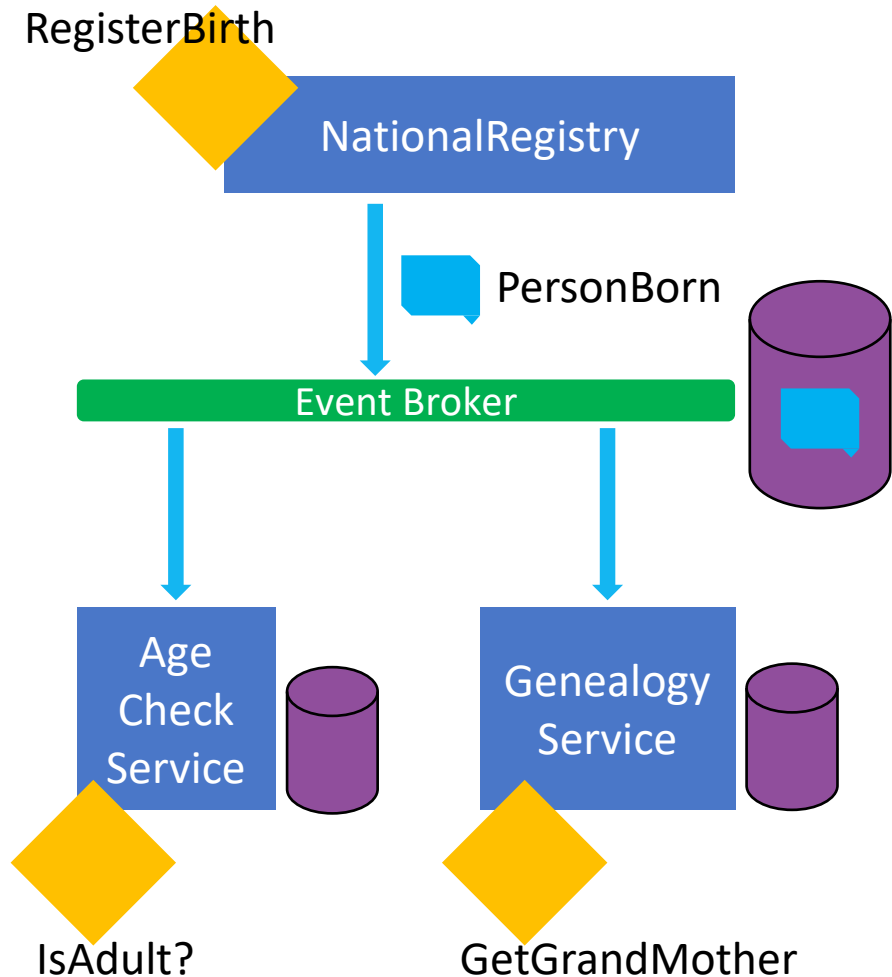 RegisterBirth
NationalRegistry
PersonBorn
Event Broker
Age
Check
Service
Genealogy
Service
IsAdult?
GetGrandMother